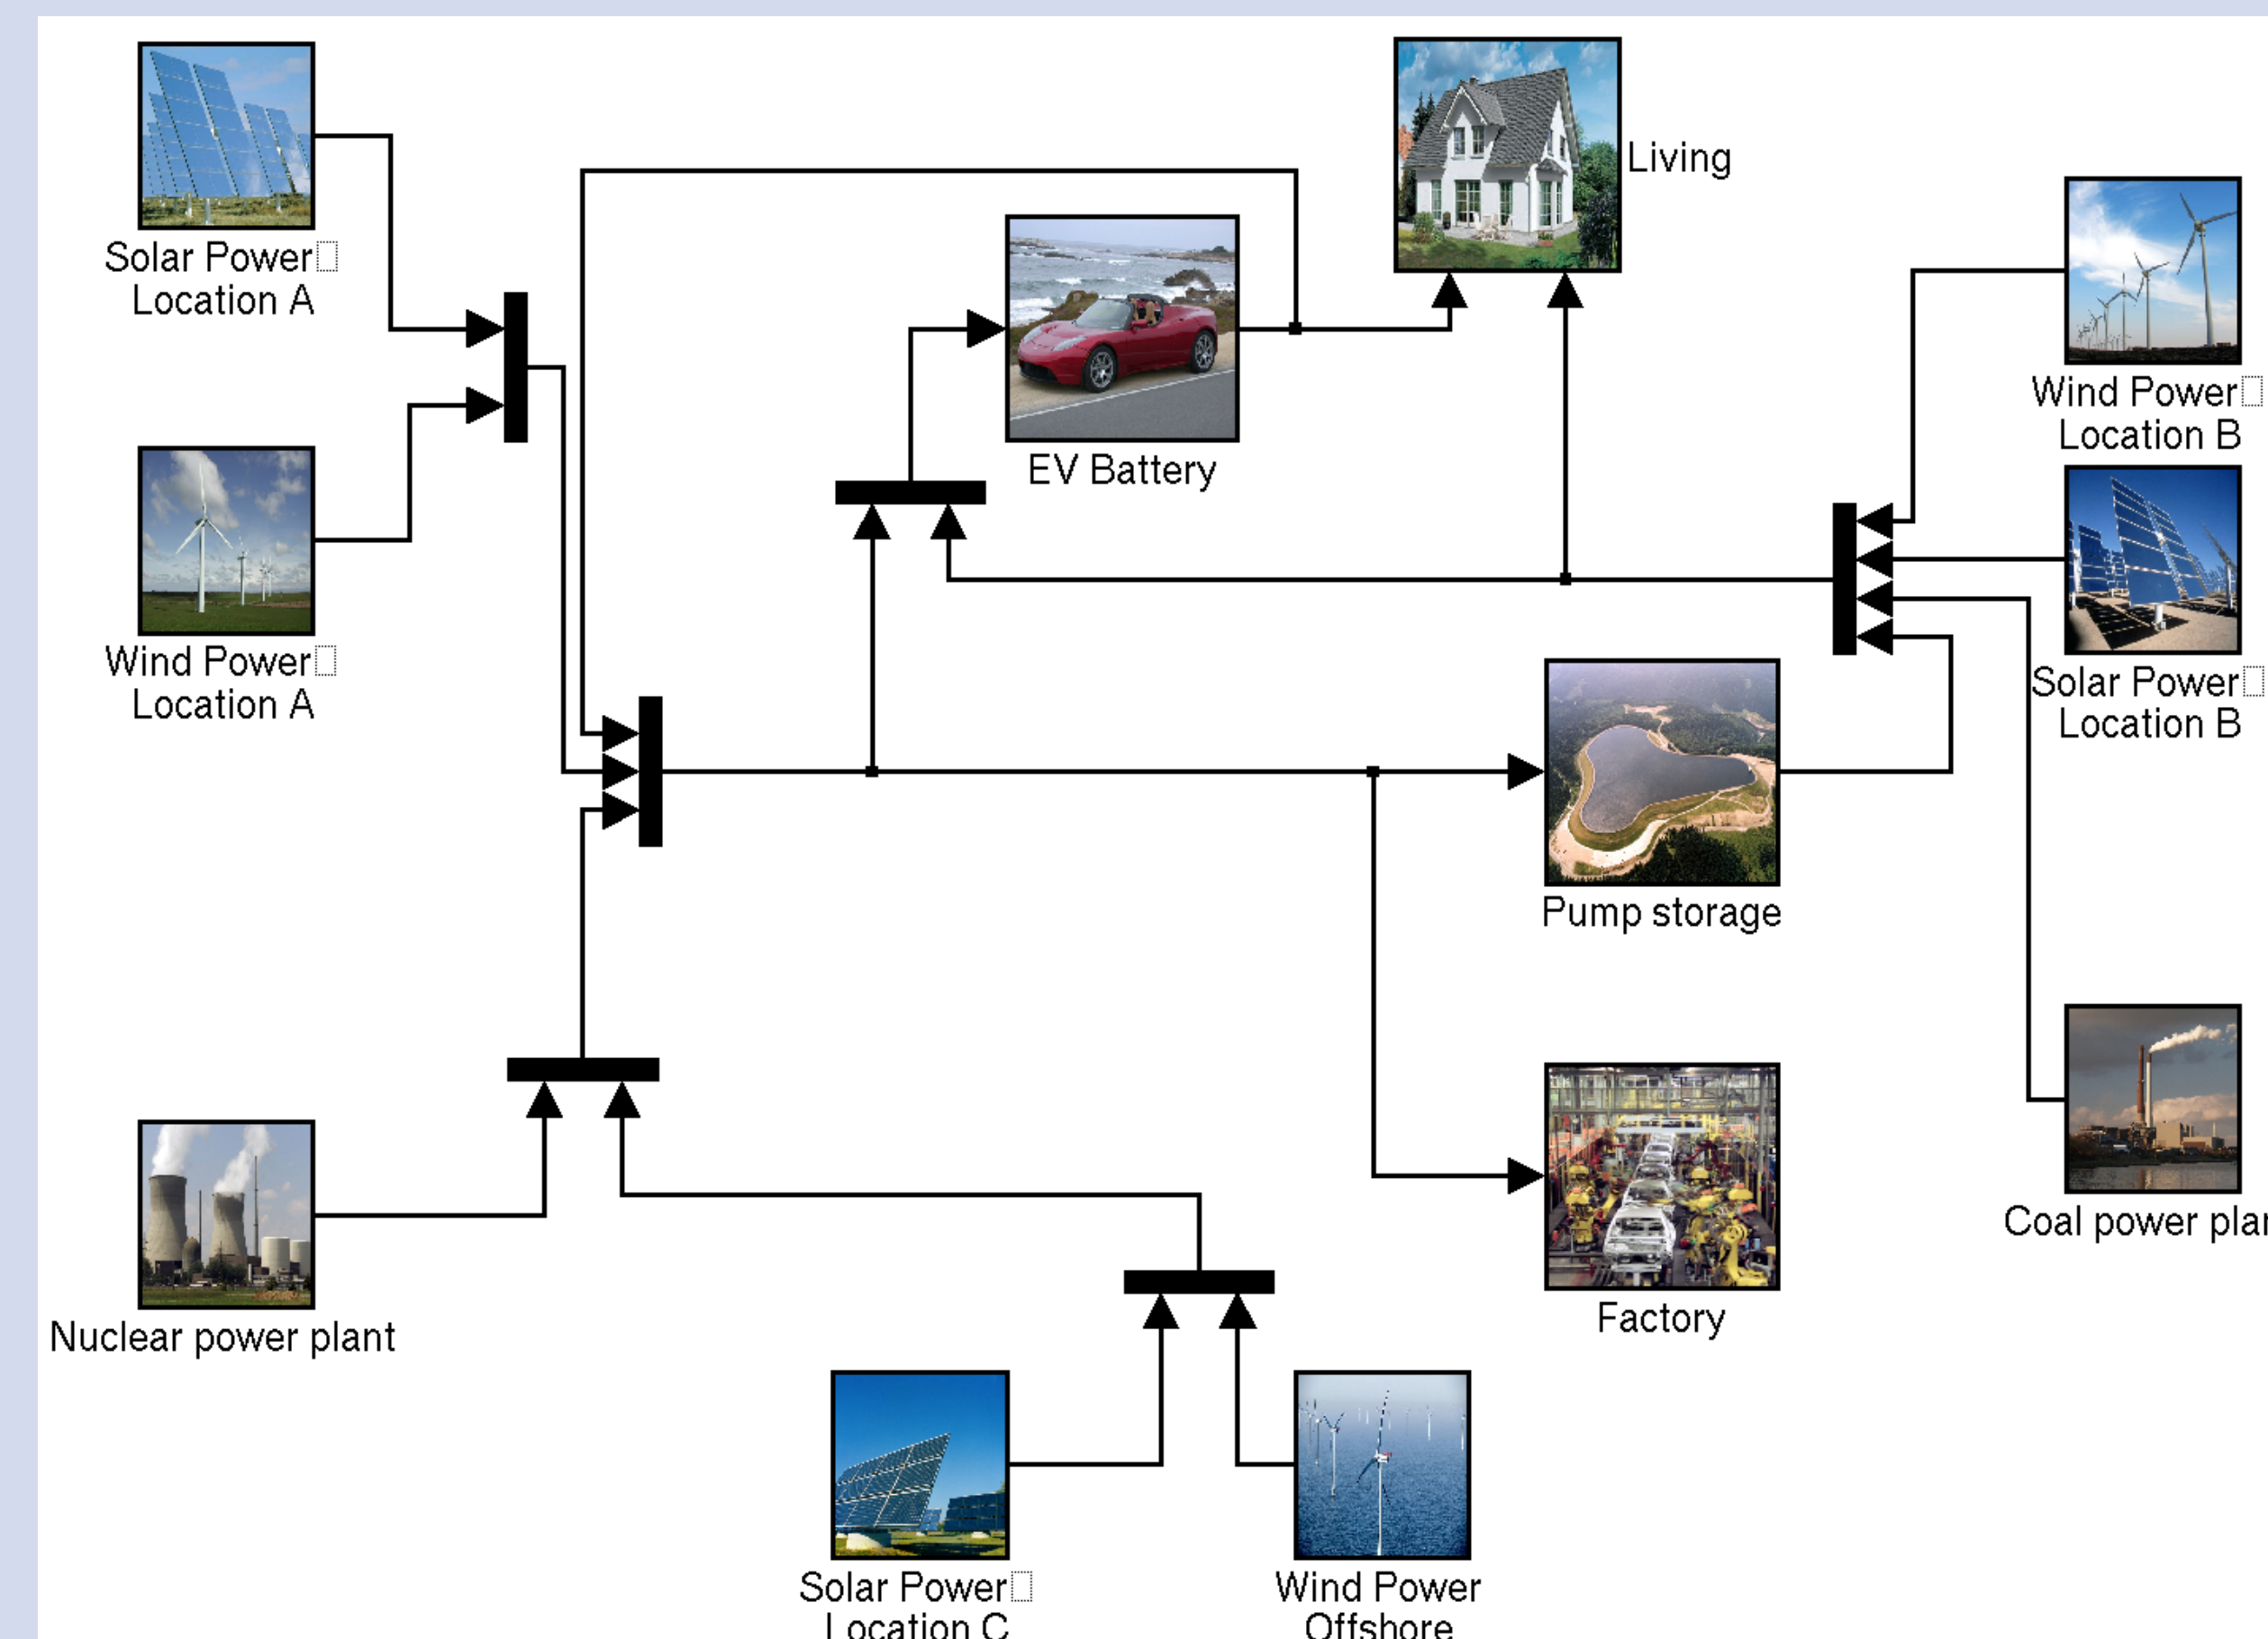 Living
Solar Power
Location A
Wind Power
Location B
EV Battery
Wind Power
Location A
Solar Power
Location B
Pump storage
Coal power
Factory
Nuclear power plant
Solar Power
Location C
Wind Power
Offshore